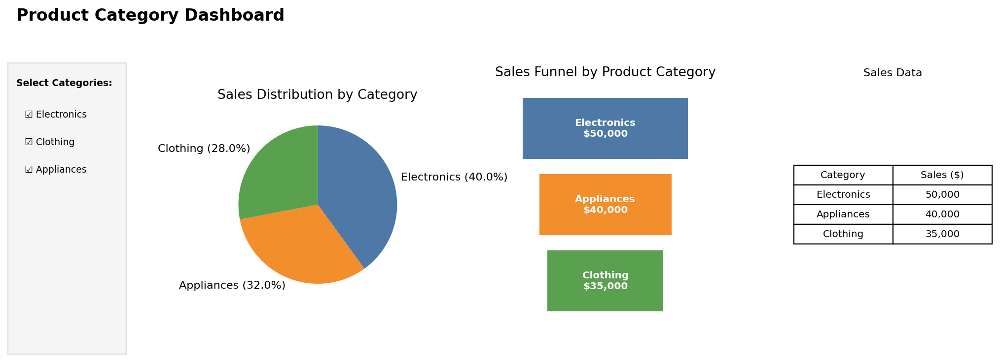 Product Category Dashboard
Select Categories:
☑ Electronics
☑ Clothing
☑ Appliances
Sales Distribution by Category
Clothing (28.0%)
Electronics (40.0%)
Appliances (32.0%)
Sales Funnel by Product Category
Electronics
$50,000
Appliances
$40,000
Clothing
$35,000
Sales Data
Category Sales ($)
Electronics 50,000
Appliances 40,000
Clothing 35,000